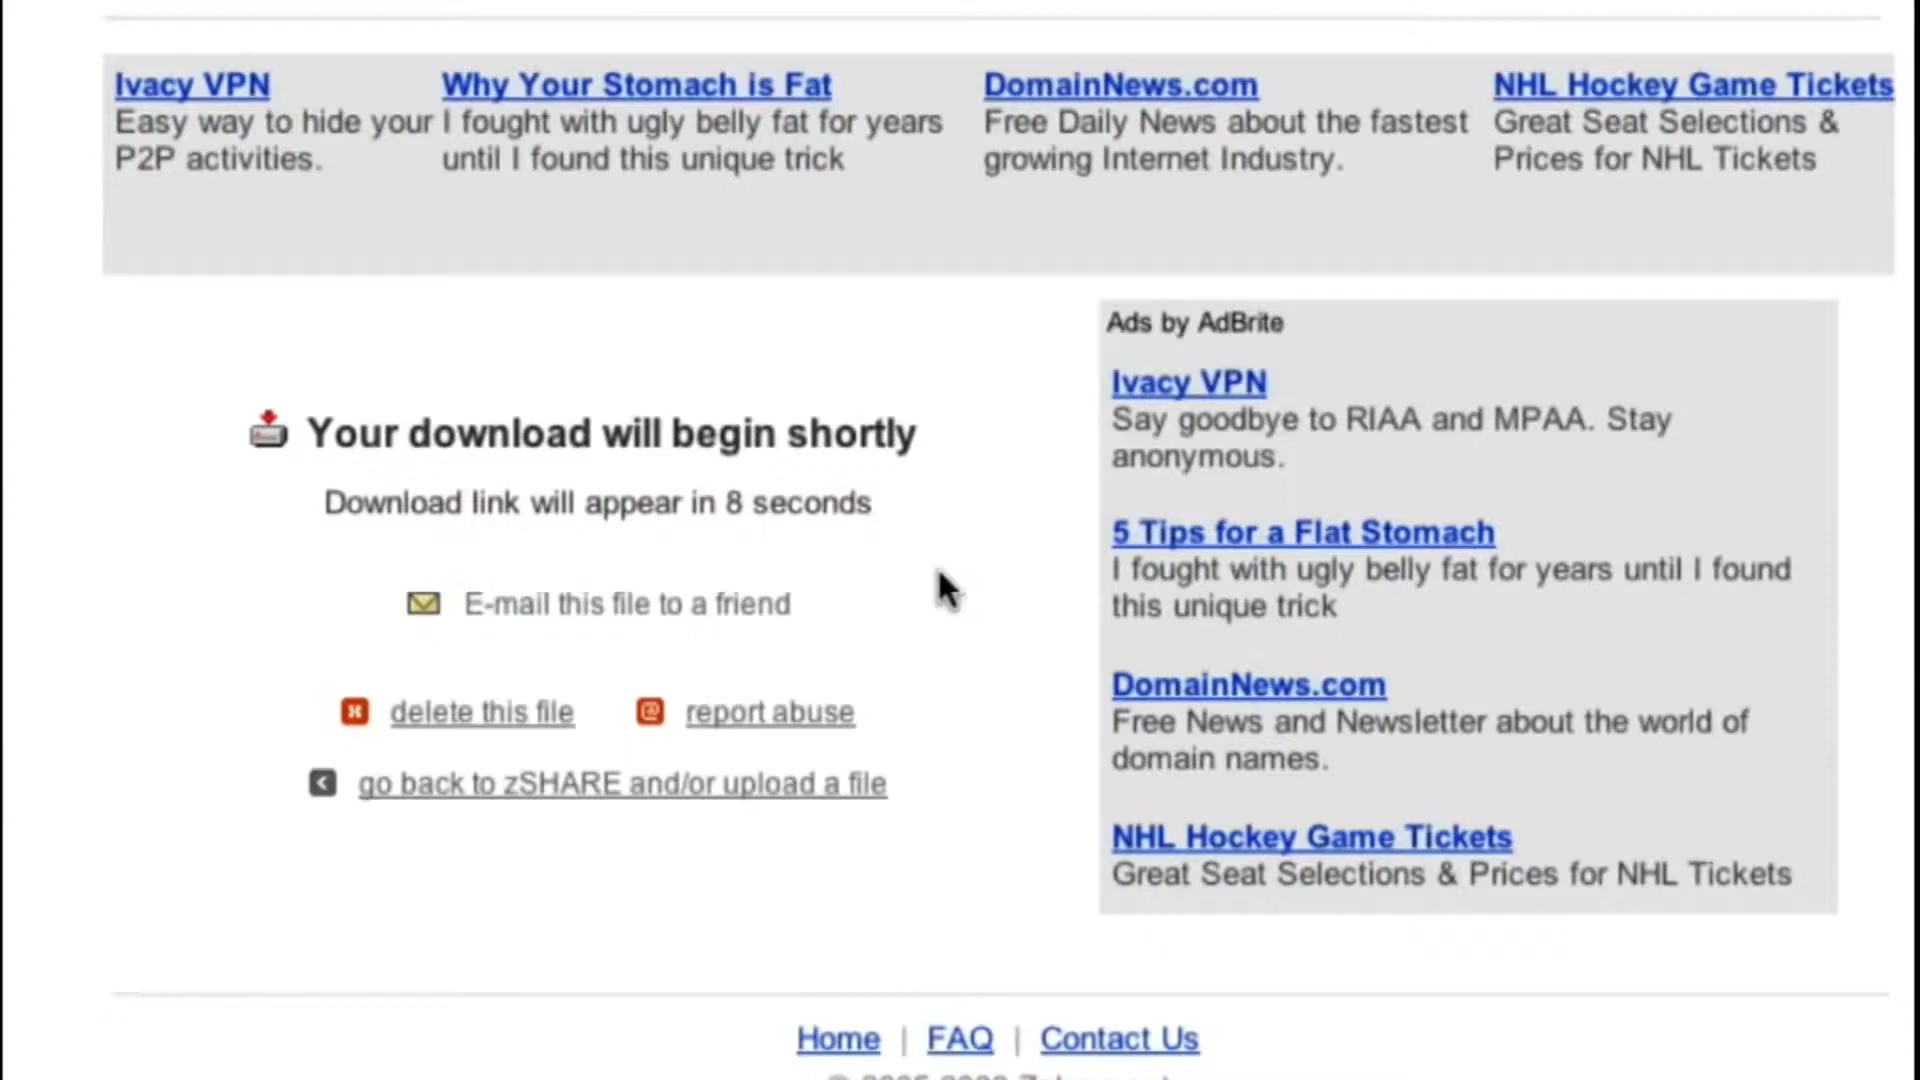 Ivacy VPN
Easy way to hide your
P2P activities.
Why Your Stomach is Fat
I fought with ugly belly fat for years
until I found this unique trick
DomainNews.com
Free Daily News about the fastest
growing Internet Industry.
NHL Hockey Game Tickets
Great Seat Selections &
Prices for NHL Tickets
Your download will begin shortly
Download link will appear in 8 seconds
E-mail this file to a friend
delete this file
report abuse
go back to zSHARE and/or upload a file
Ads by AdBrite
Ivacy VPN
Say goodbye to RIAA and MPAA. Stay
anonymous.
5 Tips for a Flat Stomach
I fought with ugly belly fat for years until I found
this unique trick
DomainNews.com
Free News and Newsletter about the world of
domain names.
NHL Hockey Game Tickets
Great Seat Selections & Prices for NHL Tickets
Home | FAQ | Contact Us